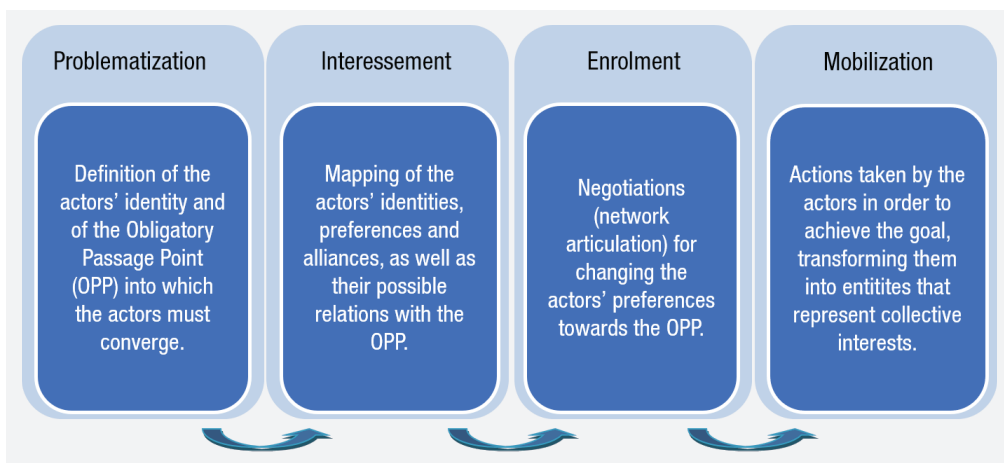 Problematization
Definition of the
actors’ identity and
of the Obligatory
Passage Point
(OPP) into which
the actors must
converge.
Interessement
Mapping of the
actors’ identities,
preferences and
alliances, as well as
their possible
relations with the
OPP.
Enrolment
Negotiations
(network
articulation) for
changing the
actors’ preferences
towards the OPP.
Mobilization
Actions taken by the
actors in order to
achieve the goal,
transforming them
into entitites that
represent collective
interests.